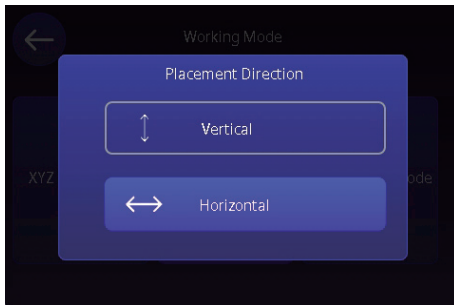 Working Mode
Placement Direction
Vertical
XYZ
ode
Horizontal